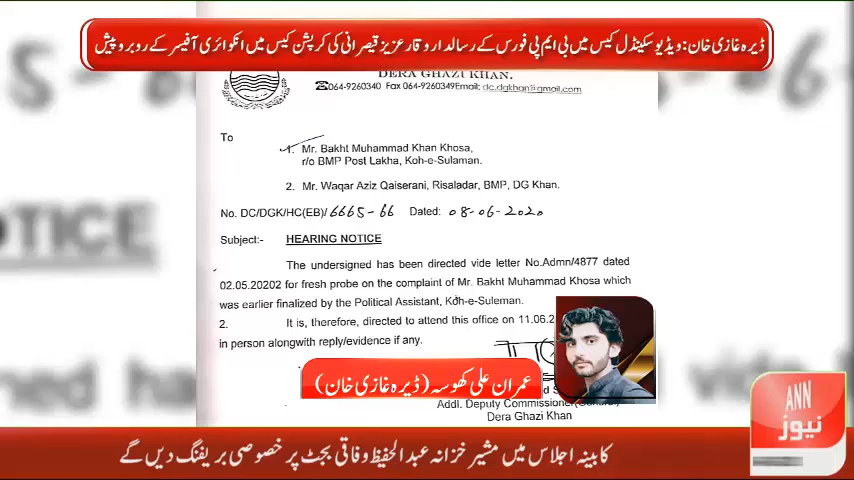 ڈیرہ غازی خان: ویڈیو سکینڈل کیس میں بی ایم پی فورس کے رسالدار وقار عزیز قیصرانی کی کرپشن کیس میں انکوائری آفیسر کے روبرو پیش
DERA GHAZI KHAN.
☎064-9260340 Fax 064-9260349Email: dc.dgkhan@gmail.com
To
1. Mr. Bakht Muhammad Khan Khosa,
r/o BMP Post Lakha, Koh-e-Sulaman.
2. Mr. Waqar Aziz Qaiserani, Risaladar, BMP, DG Khan.
No. DC/DGK/HC(EB)/6665-66 Dated: 08-06-2020
Subject:- HEARING NOTICE
The undersigned has been directed vide letter No.Admn/4877 dated
02.05.20202 for fresh probe on the complaint of Mr. Bakht Muhammad Khosa which
was earlier finalized by the Political Assistant, Koh-e-Suleman.
2. It is, therefore, directed to attend this office on 11.06.2
in person alongwith reply/evidence if any.
عمران علی کھوسہ (ڈیرہ غازی خان)
Addl. Deputy Commissioner (General)
Dera Ghazi Khan
ANN
نیوز
کابینہ اجلاس میں مشیر خزانہ عبدالحفیظ وفاقی بجٹ پر خصوصی بریفنگ دیں گے